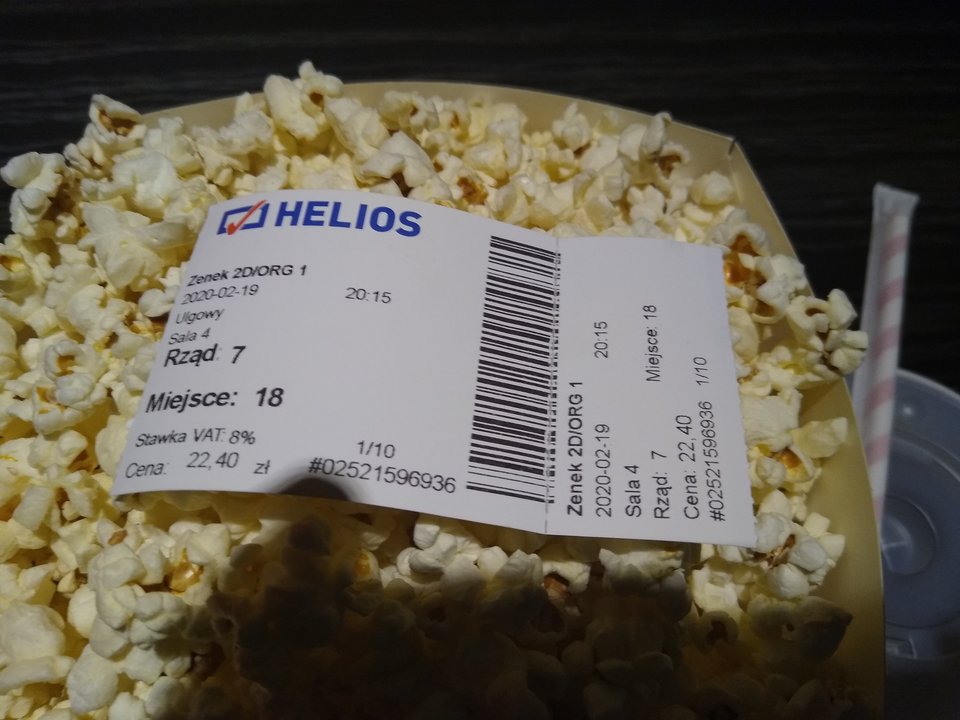 HELIOS
Zenek 2D/ORG 1
2020-02-19 20:15
Ulgowy
Sala 4
Rząd: 7
Miejsce: 18
Stawka VAT: 8%
1/10
Cena: 22,40 zł
#02521596936
Zenek 2D/ORG 1
2020-02-19 20:15
Sala 4
Rząd: 7 Miejsce: 18
Cena: 22,40 1/10
#02521596936